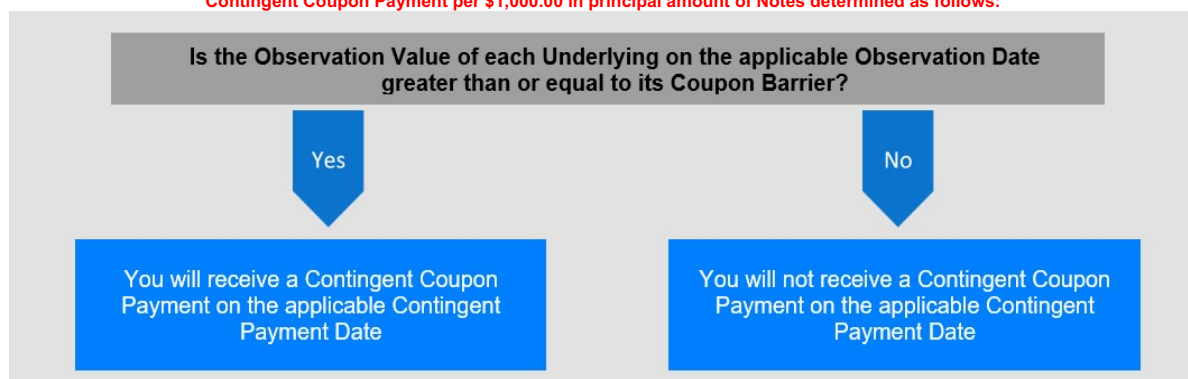 Contingent Coupon Payment per $1,000.00 in principal amount of Notes determined as follows:
Is the Observation Value of each Underlying on the applicable Observation Date
greater than or equal to its Coupon Barrier?
Yes
No
You will receive a Contingent Coupon
Payment on the applicable Contingent
Payment Date
You will not receive a Contingent Coupon
Payment on the applicable Contingent
Payment Date